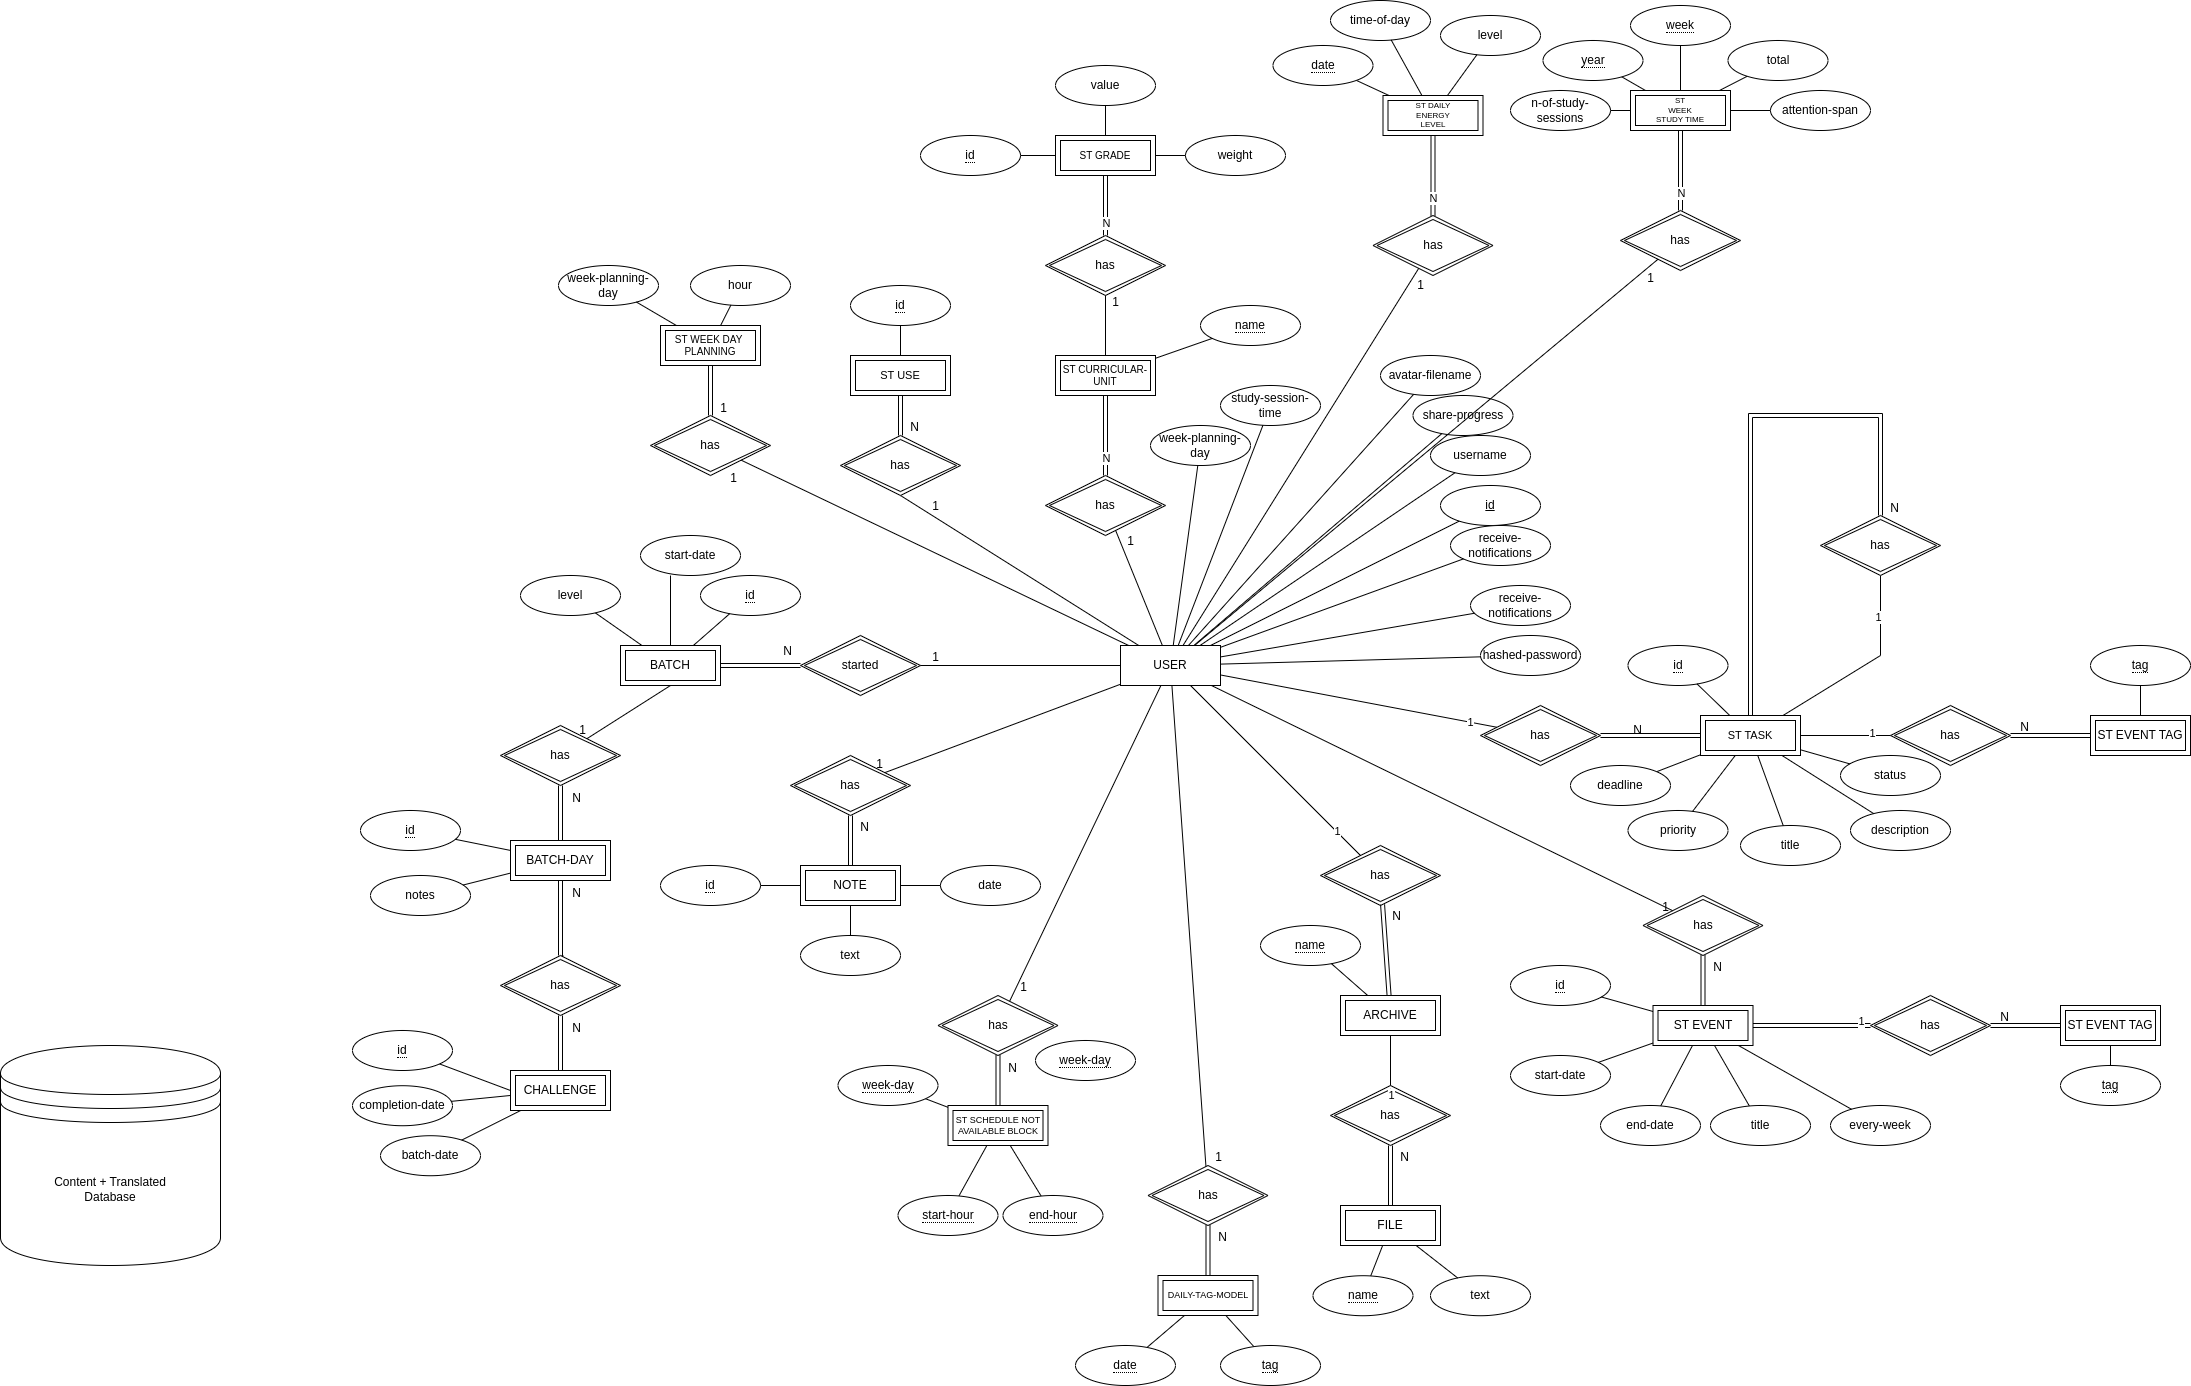 time-of-day
level
week
date
year
total
value
n-of-study-
sessions
ST
WEEK
STUDY TIME
attention-span
ST DAILY
ENERGY
LEVEL
id
ST GRADE
weight
N
N
N
has
has
has
1
1
1
week-planning-
day
hour
id
name
ST WEEK DAY
PLANNING
ST USE
ST CURRICULAR-
UNIT
avatar-filename
study-session-
time
share-progress
1
N
week-planning-
day
username
has
has
N
1
1
has
1
id
N
receive-
notifications
has
start-date
level
id
receive-
notifications
1
BATCH
N
started
1
USER
hashed-password
id
tag
1
has
N
ST TASK
1
has
N
ST EVENT TAG
1
has
1
has
N
deadline
status
N
priority
title
description
id
BATCH-DAY
notes
N
1
has
id
NOTE
date
N
text
name
1
has
N
has
N
id
1
has
N
id
completion-date
batch-date
CHALLENGE
week-day
week-day
ST SCHEDULE NOT
AVAILABLE BLOCK
ARCHIVE
id
ST EVENT
1
has
N
ST EVENT TAG
start-date
tag
end-date
title
every-week
1
has
N
Content + Translated
Database
start-hour
end-hour
1
has
N
FILE
name
text
DAILY-TAG-MODEL
date
tag